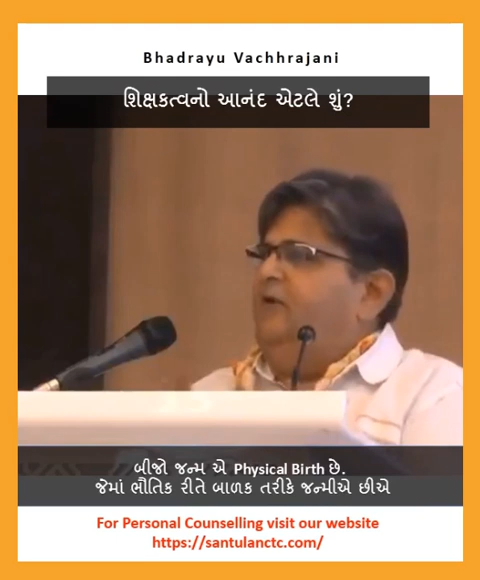 Bhadrayu Vachhrajani
શિક્ષકત્વનો આનંદ એટલે શું?
બીજો જન્મ એ Physical Birth છે.
જેમાં ભૌતિક રીતે બાળક તરીકે જન્મીએ છીએ
For Personal Counselling visit our website
https://santulanctc.com/